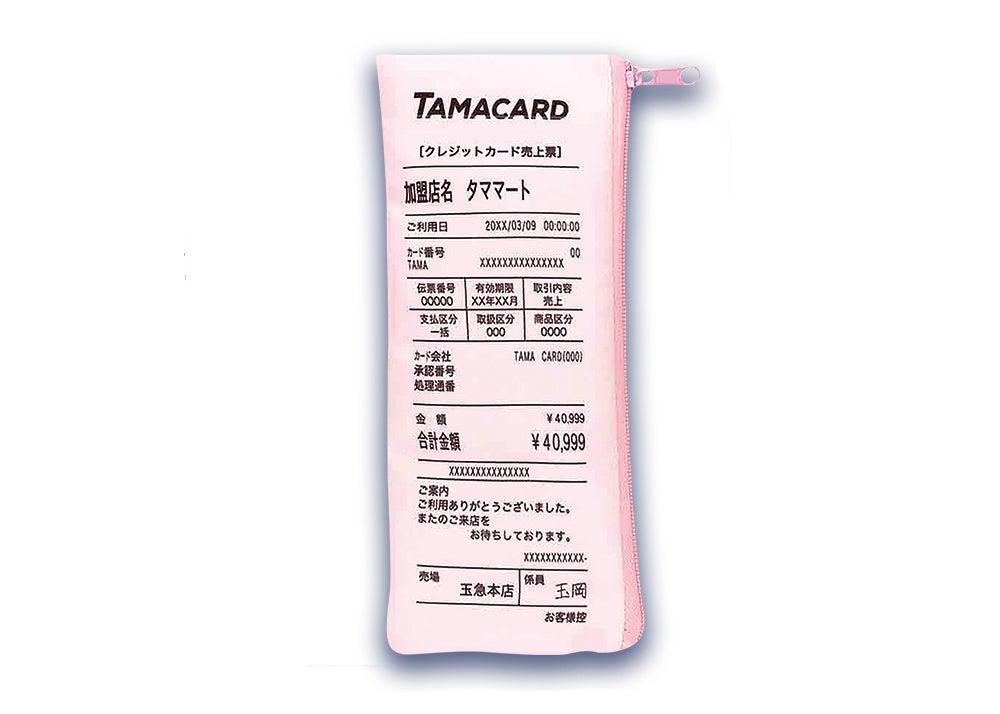 TAMACARD
[クレジットカード売上票]
加盟店名 タママート
ご利用日 20XX/03/09 00:00:00
カード番号 00
TAMA XXXXXXXXXXXXXXX
伝票番号 有効期限 取引内容
00000 XX年XX月 売上
支払区分 取扱区分 商品区分
一括 000 0000
カード会社 TAMA CARD(000)
承認番号
処理通番
金 額 ¥40,999
合計金額 ¥40,999
XXXXXXXXXXXXXXX
ご案内
ご利用ありがとうございました。
またのご来店を
お待ちしております。
XXXXXXXXXXX-
売場 玉急本店 係員 玉岡
お客様控